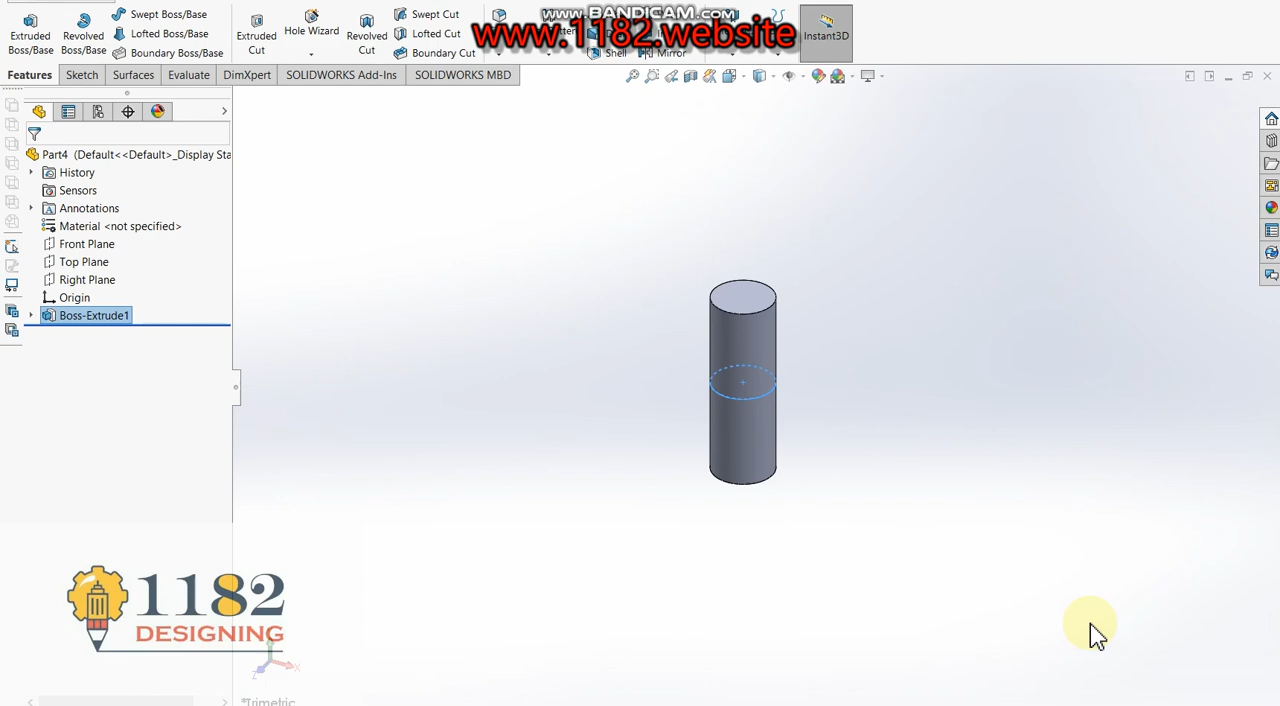 www.BANDICAM.com
www.1182.website
Extruded Boss/Base
Revolved Boss/Base
Swept Boss/Base
Lofted Boss/Base
Boundary Boss/Base
Extruded Cut
Hole Wizard
Revolved Cut
Swept Cut
Lofted Cut
Boundary Cut
Shell
Mirror
Instant3D
Features
Sketch
Surfaces
Evaluate
DimXpert
SOLIDWORKS Add-Ins
SOLIDWORKS MBD
Part4 (Default<<Default>_Display Sta
History
Sensors
Annotations
Material <not specified>
Front Plane
Top Plane
Right Plane
Origin
Boss-Extrude1
1182
DESIGNING
X
Z
*Trimetric